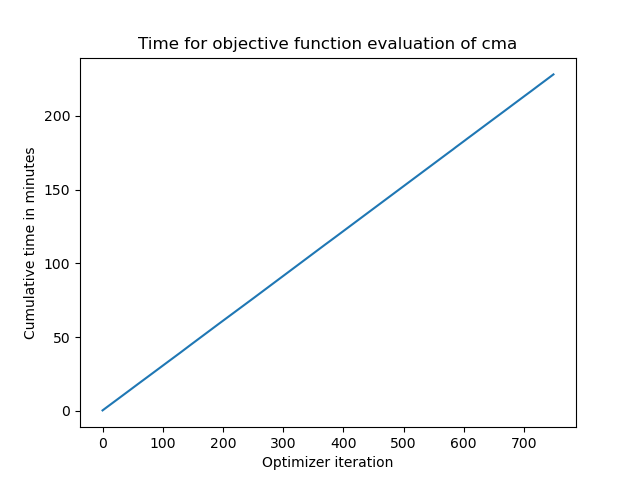 Time for objective function evaluation of cma
Cumulative time in minutes
200
150
100
50
0
0 100 200 300 400 500 600 700
Optimizer iteration